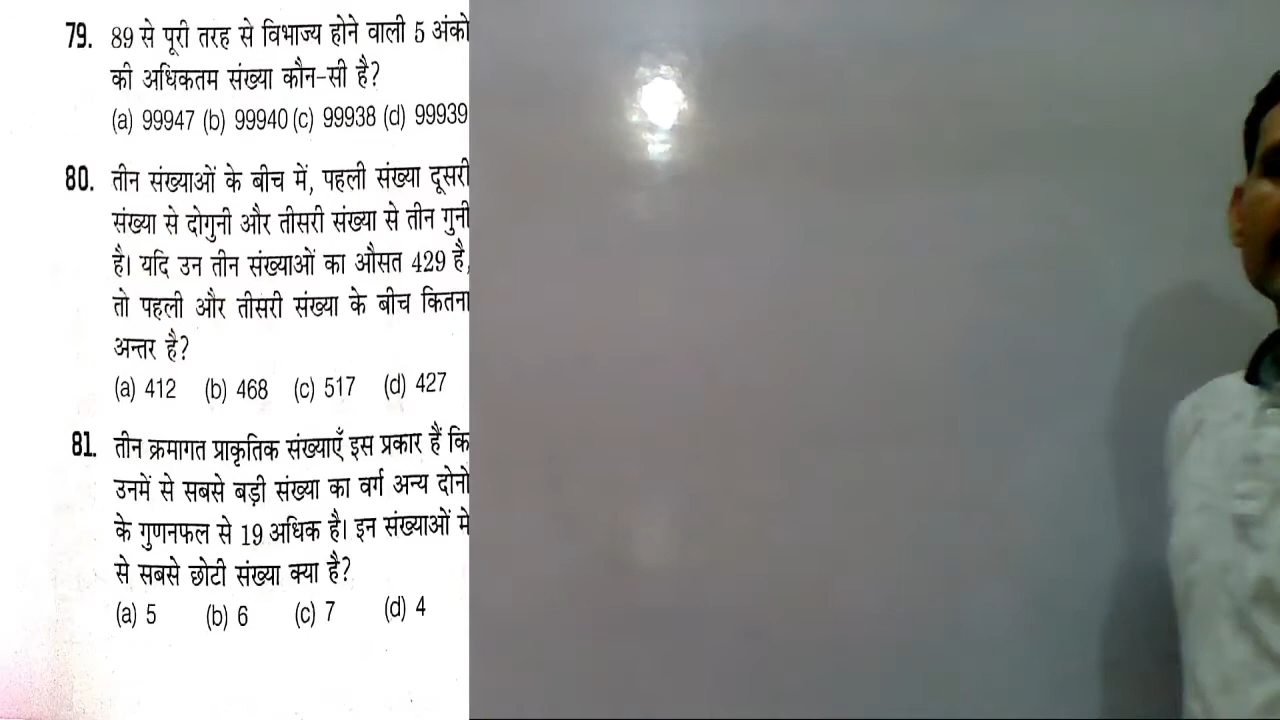 79. 89 से पूरी तरह से विभाज्य होने वाली 5 अंको
की अधिकतम संख्या कौन-सी है?
(a) 99947 (b) 99940 (c) 99938 (d) 99939
80. तीन संख्याओं के बीच में, पहली संख्या दूसरी
संख्या से दोगुनी और तीसरी संख्या से तीन गुनी
है। यदि उन तीन संख्याओं का औसत 429 है,
तो पहली और तीसरी संख्या के बीच कितना
अन्तर है?
(a) 412 (b) 468 (c) 517 (d) 427
81. तीन क्रमागत प्राकृतिक संख्याएँ इस प्रकार हैं कि
उनमें से सबसे बड़ी संख्या का वर्ग अन्य दोनो
के गुणनफल से 19 अधिक है। इन संख्याओं मे
से सबसे छोटी संख्या क्या है?
(a) 5 (b) 6 (c) 7 (d) 4